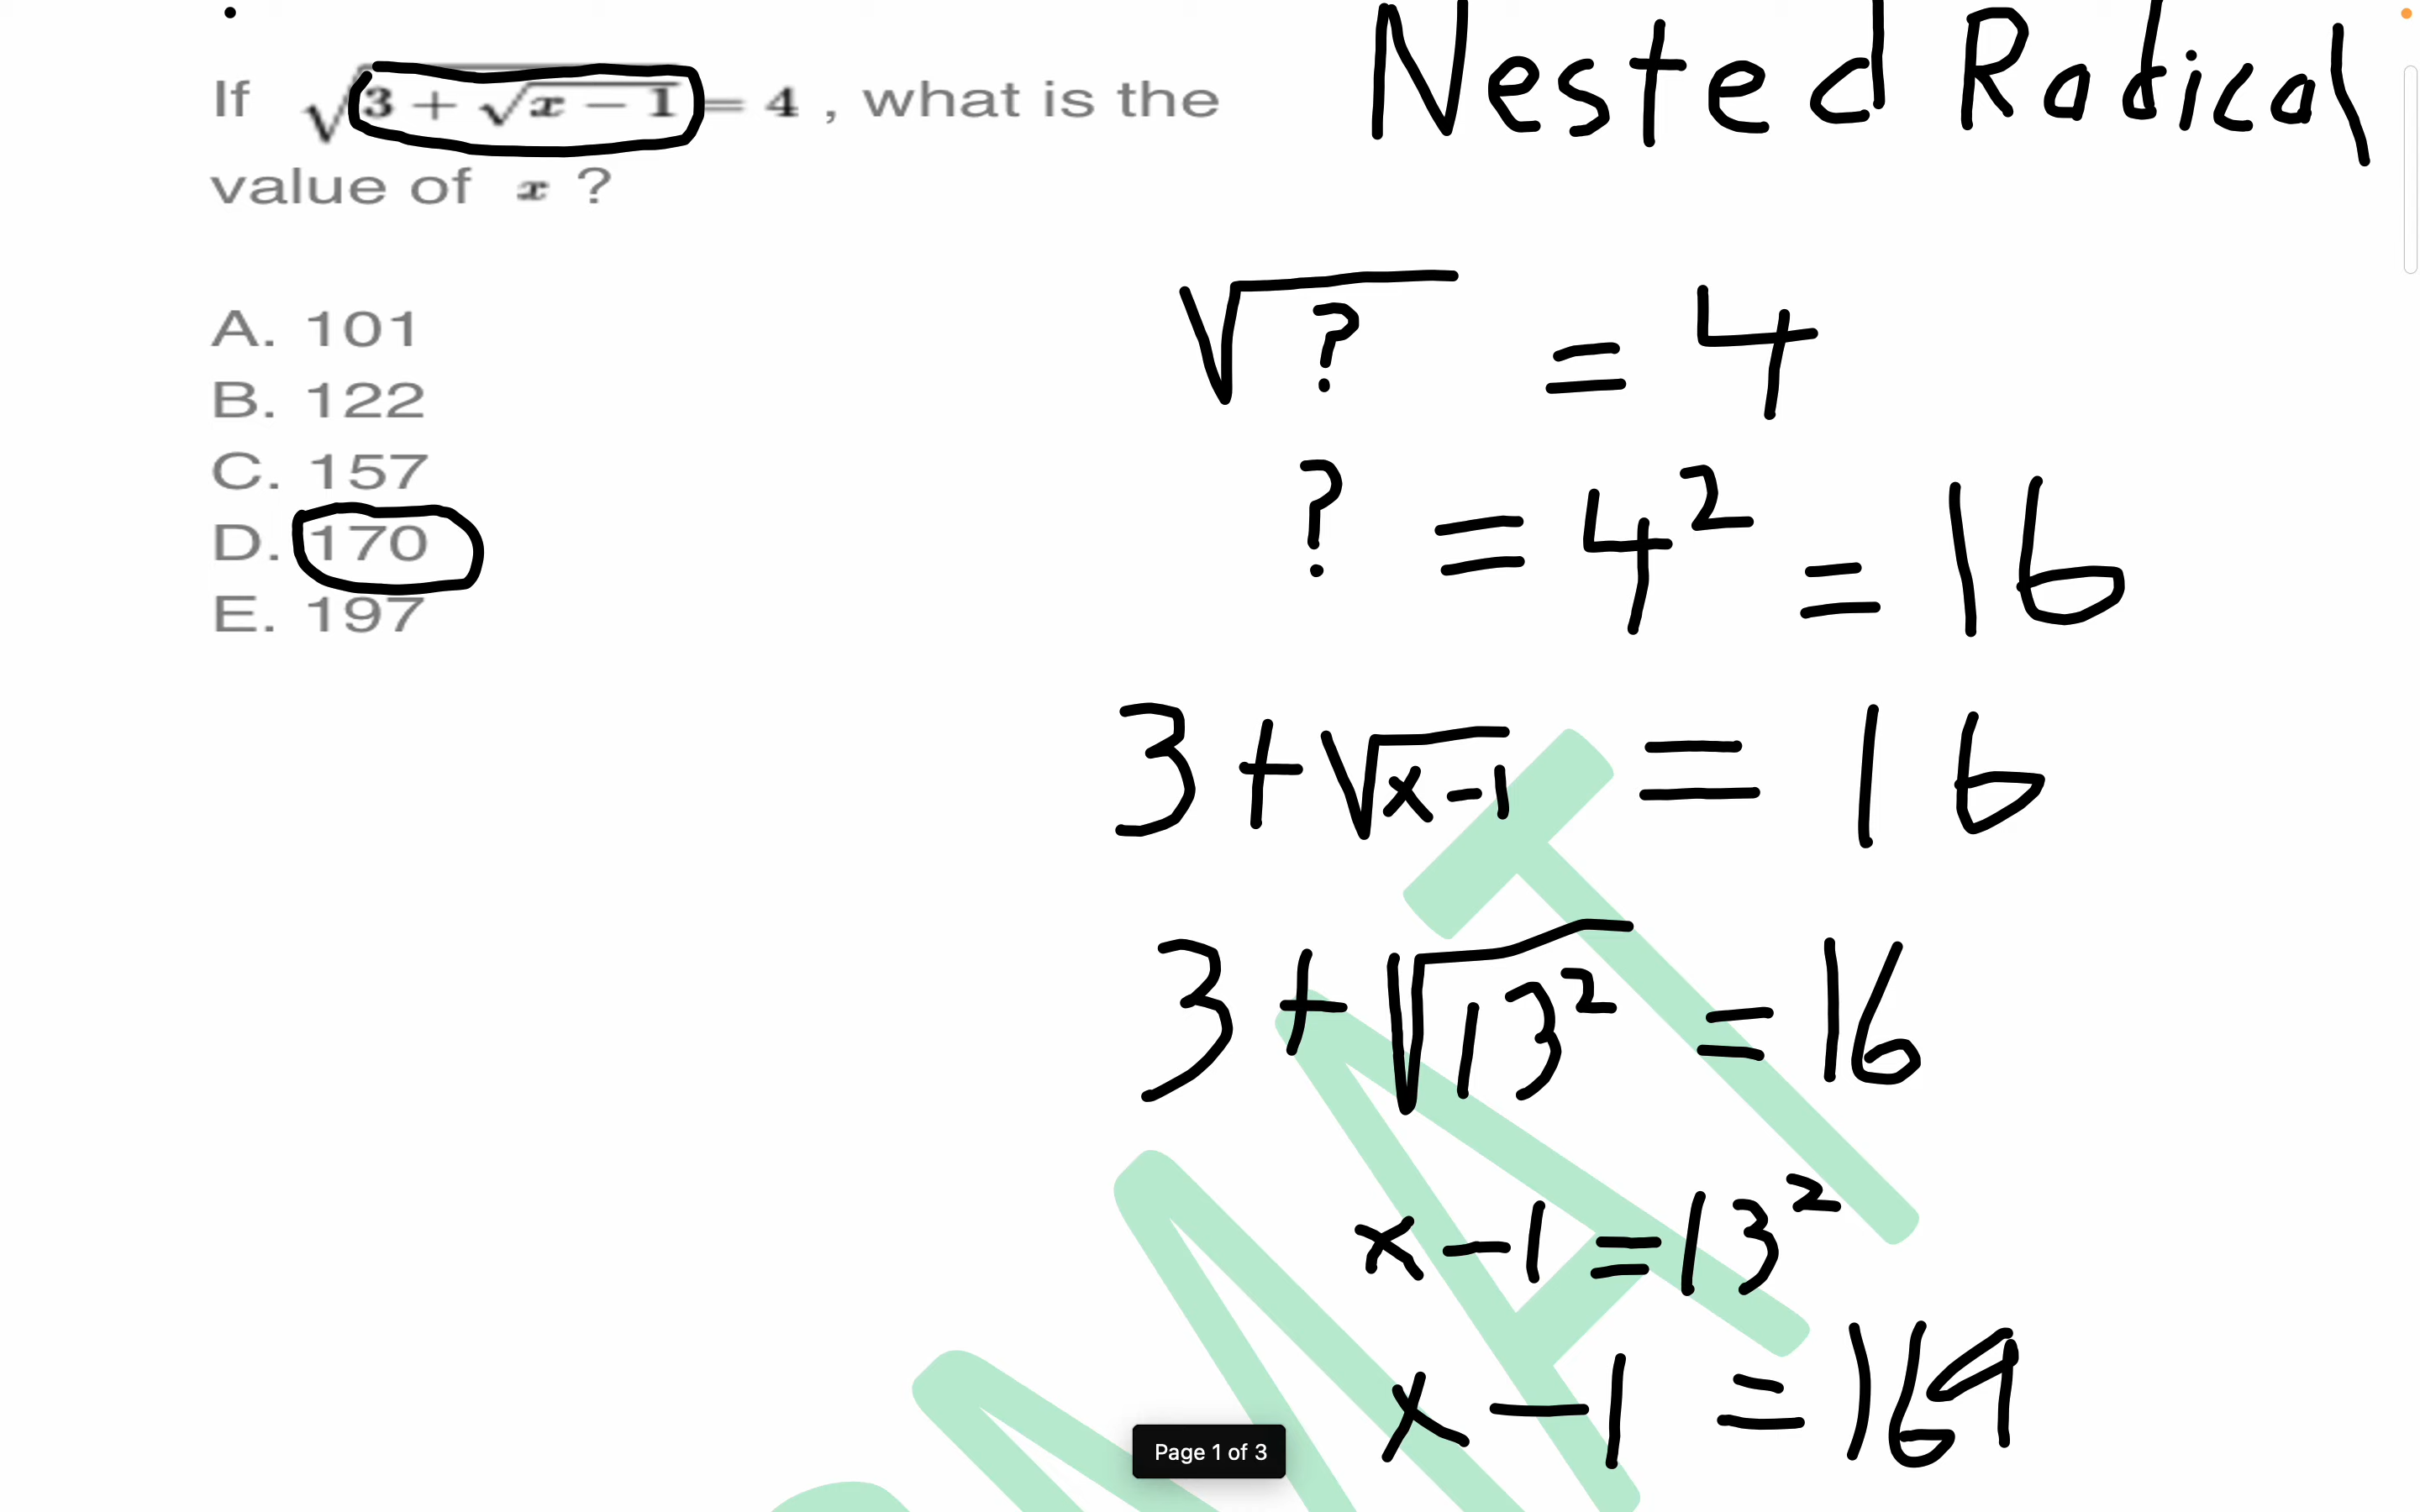 Nested Radical
If √(3 + √(x − 1)) = 4 , what is the
value of x ?
A. 101
B. 122
C. 157
D. 170
E. 197
√? = 4
? = 4² = 16
3 + √(x - 1) = 16
3 + √(13²) = 16
x - 1 = 13²
x - 1 = 169
Page 1 of 3